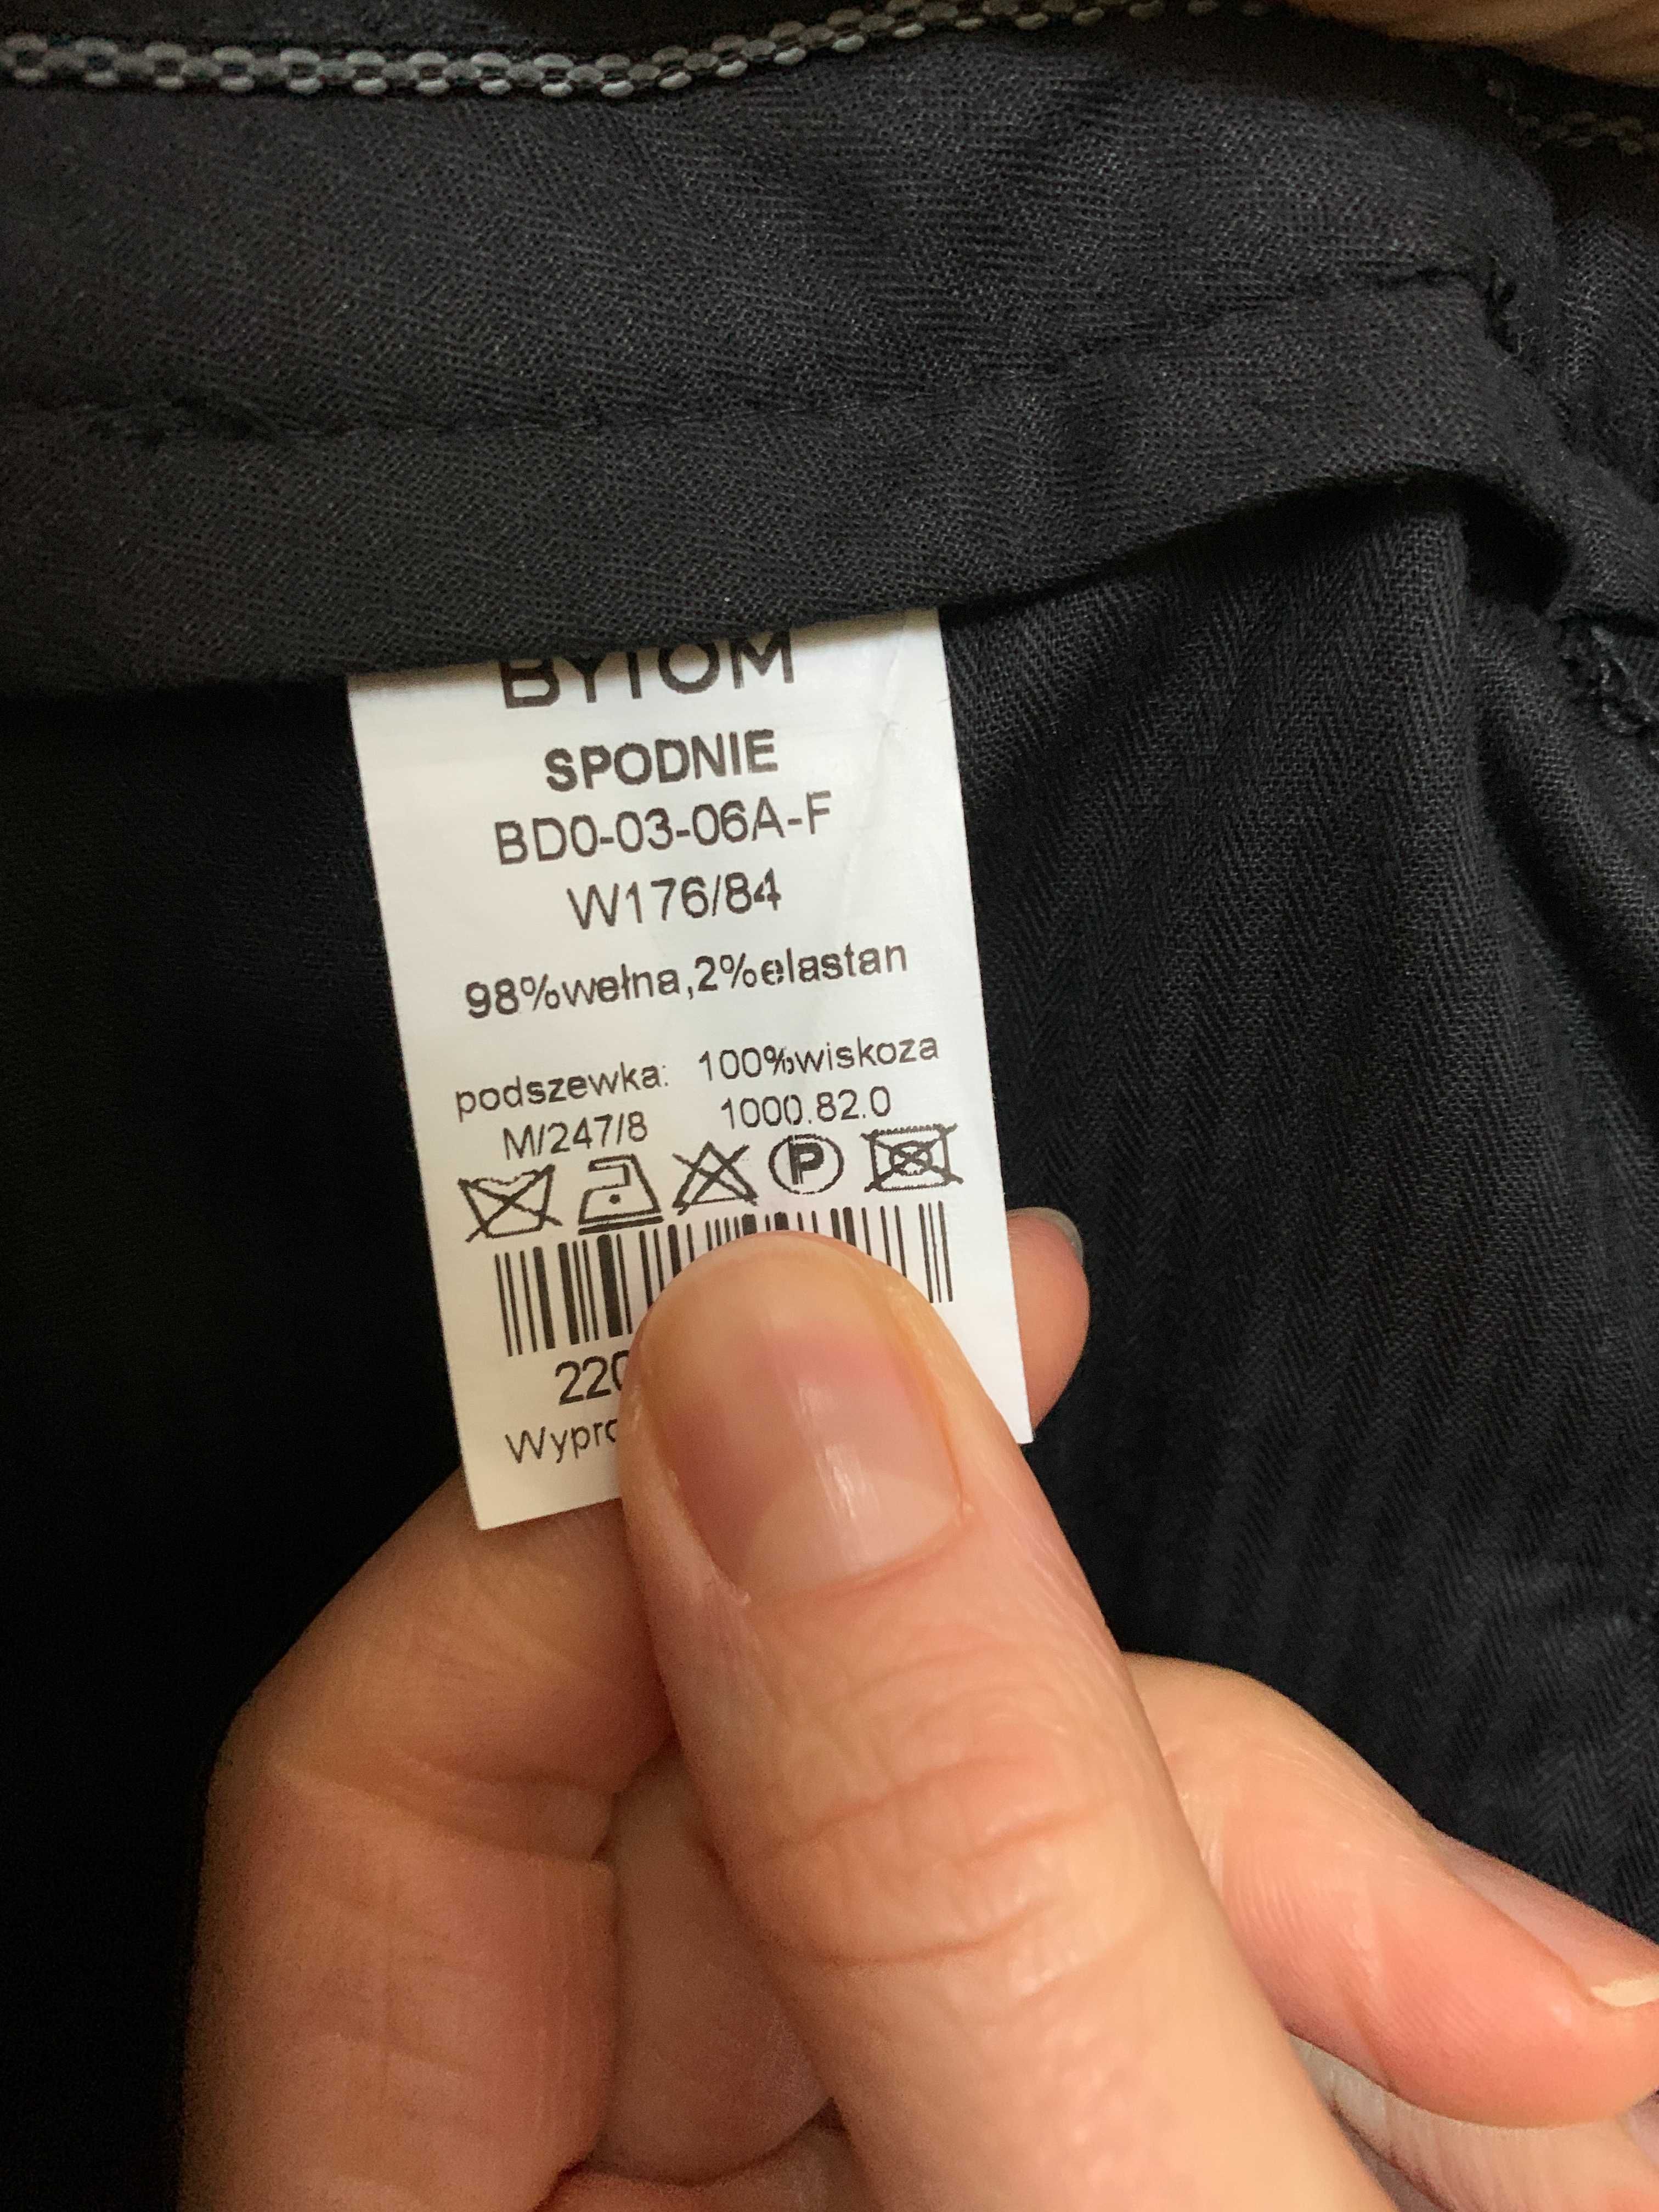 BYTOM
SPODNIE
BD0-03-06A-F
W176/84
98%wełna,2%elastan
podszewka: 100%wiskoza
M/247/8 1000.82.0
P